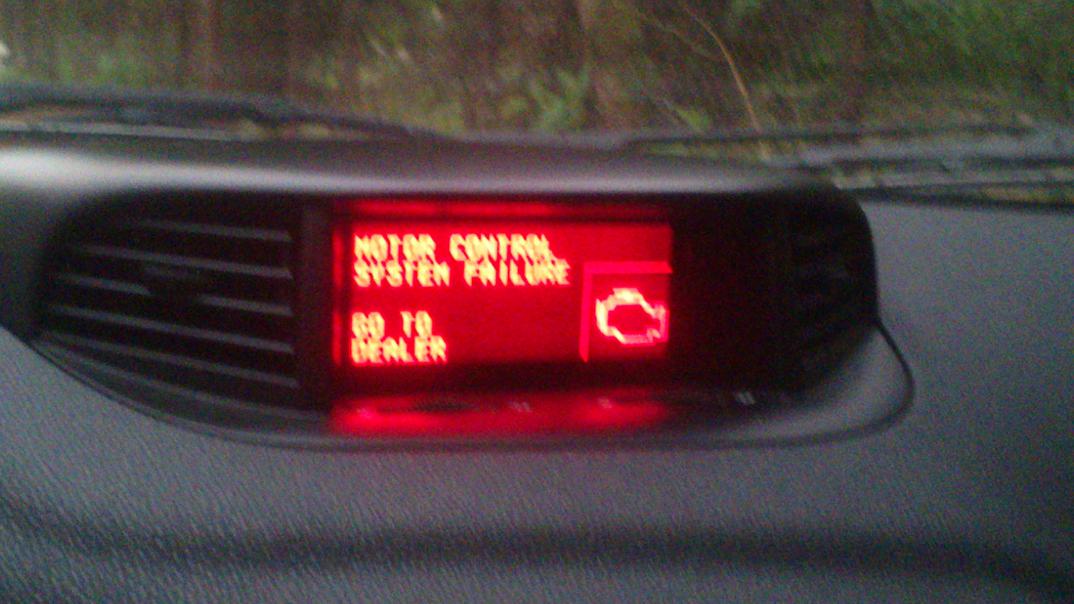 MOTOR CONTROL
SYSTEM FAILURE
GO TO
DEALER